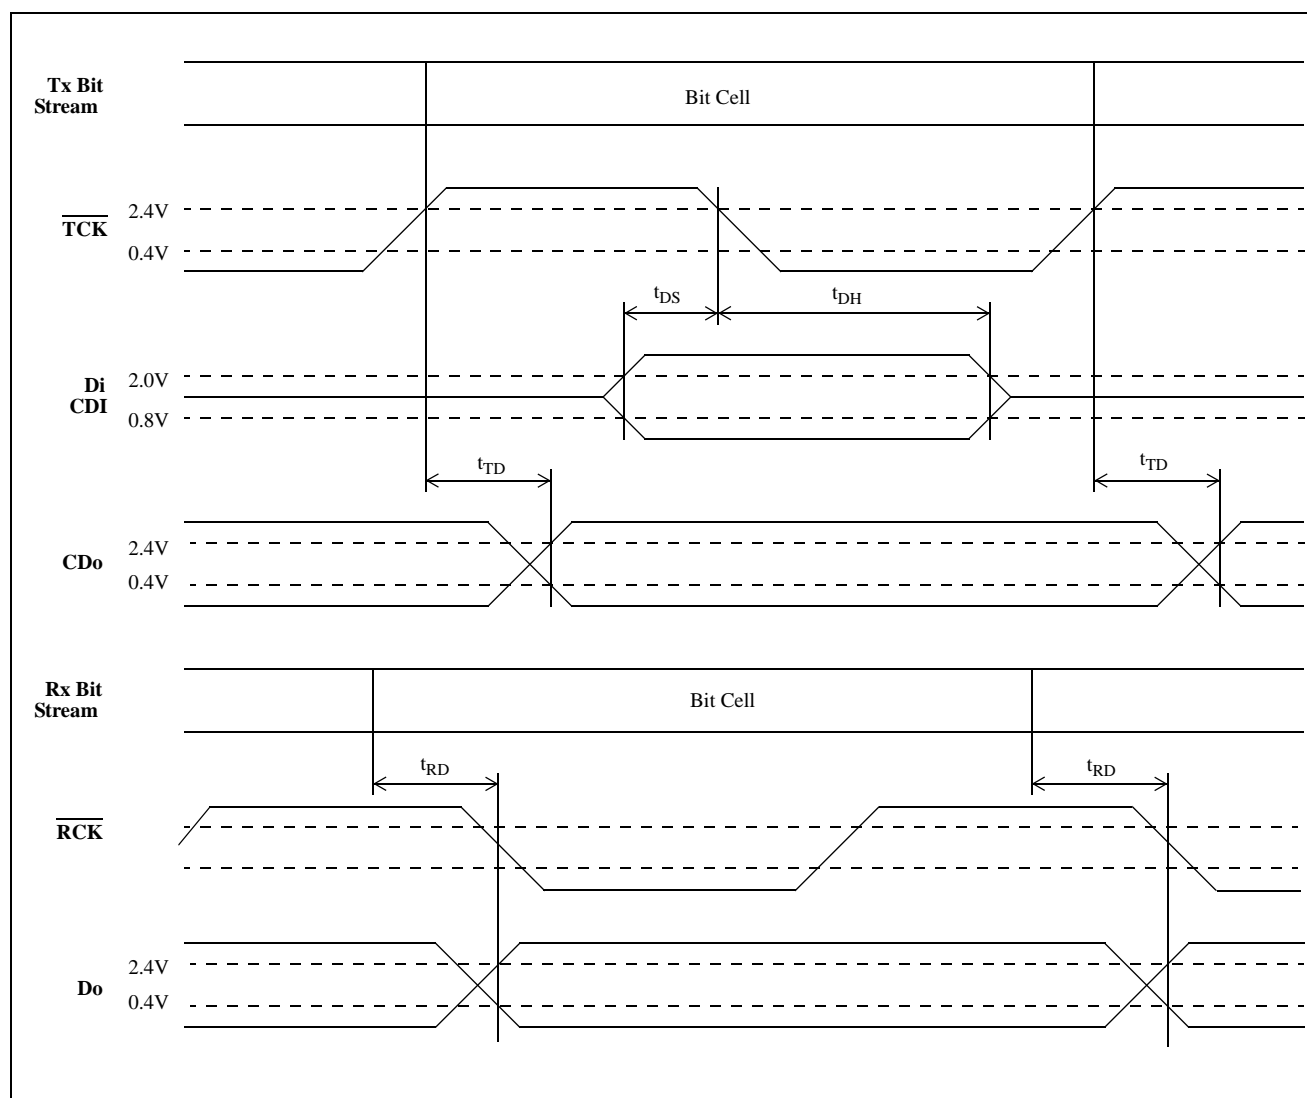 Tx Bit
Stream
Bit Cell
TCK
2.4V
0.4V
tDS
tDH
Di
CDI
2.0V
0.8V
tTD
tTD
CDo
2.4V
0.4V
Rx Bit
Stream
Bit Cell
tRD
tRD
RCK
Do
2.4V
0.4V